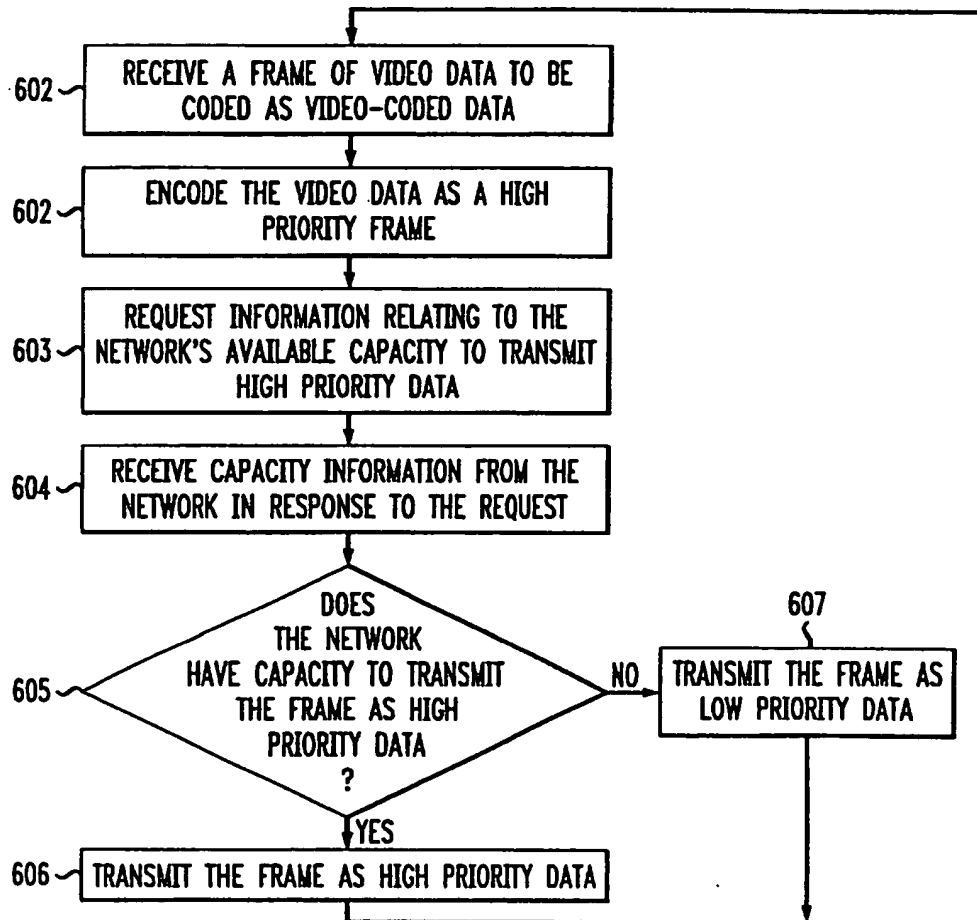 602
RECEIVE A FRAME OF VIDEO DATA TO BE
CODED AS VIDEO-CODED DATA
602
ENCODE THE VIDEO DATA AS A HIGH
PRIORITY FRAME
603
REQUEST INFORMATION RELATING TO THE
NETWORK'S AVAILABLE CAPACITY TO TRANSMIT
HIGH PRIORITY DATA
604
RECEIVE CAPACITY INFORMATION FROM THE
NETWORK IN RESPONSE TO THE REQUEST
605
DOES
THE NETWORK
HAVE CAPACITY TO TRANSMIT
THE FRAME AS HIGH
PRIORITY DATA
?
NO
607
TRANSMIT THE FRAME AS
LOW PRIORITY DATA
YES
606
TRANSMIT THE FRAME AS HIGH PRIORITY DATA